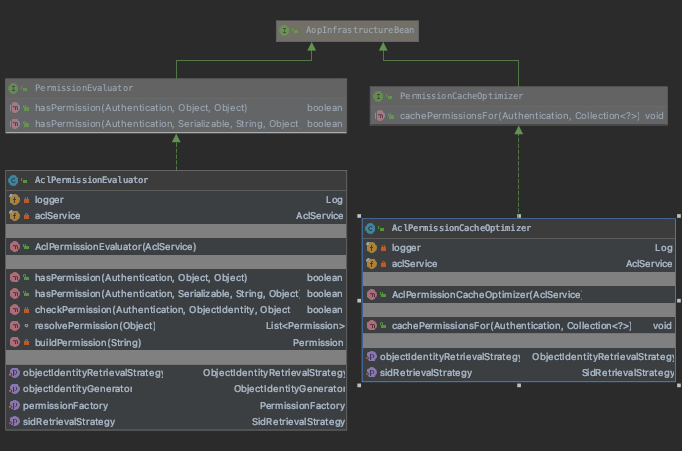 AopInfrastructureBean
PermissionEvaluator
hasPermission(Authentication, Object, Object) boolean
hasPermission(Authentication, Serializable, String, Object boolean
PermissionCacheOptimizer
cachePermissionsFor(Authentication, Collection<?>) void
AclPermissionEvaluator
logger Log
aclService AclService
AclPermissionEvaluator(AclService)
hasPermission(Authentication, Object, Object) boolean
hasPermission(Authentication, Serializable, String, Object) boolean
checkPermission(Authentication, ObjectIdentity, Object) boolean
resolvePermission(Object) List<Permission>
buildPermission(String) Permission
objectIdentityRetrievalStrategy ObjectIdentityRetrievalStrateg
objectIdentityGenerator ObjectIdentityGenerator
permissionFactory PermissionFactory
sidRetrievalStrategy SidRetrievalStrategy
AclPermissionCacheOptimizer
logger Log
aclService AclService
AclPermissionCacheOptimizer(AclService)
cachePermissionsFor(Authentication, Collection<?>) void
objectIdentityRetrievalStrategy ObjectIdentityRetrievalStrateg
sidRetrievalStrategy SidRetrievalStrategy